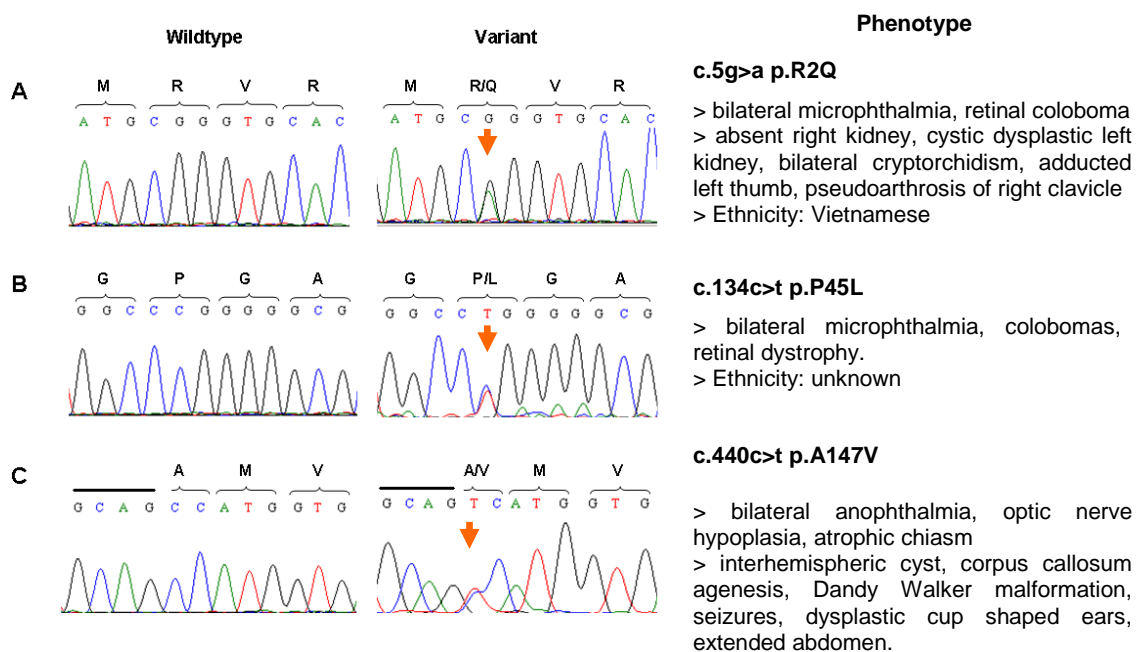 Wildtype Variant Phenotype
A
M R V R
A T G C G G G T G C A C
M R/Q V R
A T G C G G G T G C A C
c.5g>a p.R2Q
> bilateral microphthalmia, retinal coloboma
> absent right kidney, cystic dysplastic left
kidney, bilateral cryptorchidism, adducted
left thumb, pseudoarthrosis of right clavicle
> Ethnicity: Vietnamese
B
G P G A
G G C C C G G G G G C G
G P/L G A
G G C C T G G G G G C G
c.134c>t p.P45L
> bilateral microphthalmia, colobomas,
retinal dystrophy.
> Ethnicity: unknown
C
A M V
G C A G C C A T G G T G
A/V M V
G C A G T C A T G G T G
c.440c>t p.A147V
> bilateral anophthalmia, optic nerve
hypoplasia, atrophic chiasm
> interhemispheric cyst, corpus callosum
agenesis, Dandy Walker malformation,
seizures, dysplastic cup shaped ears,
extended abdomen.